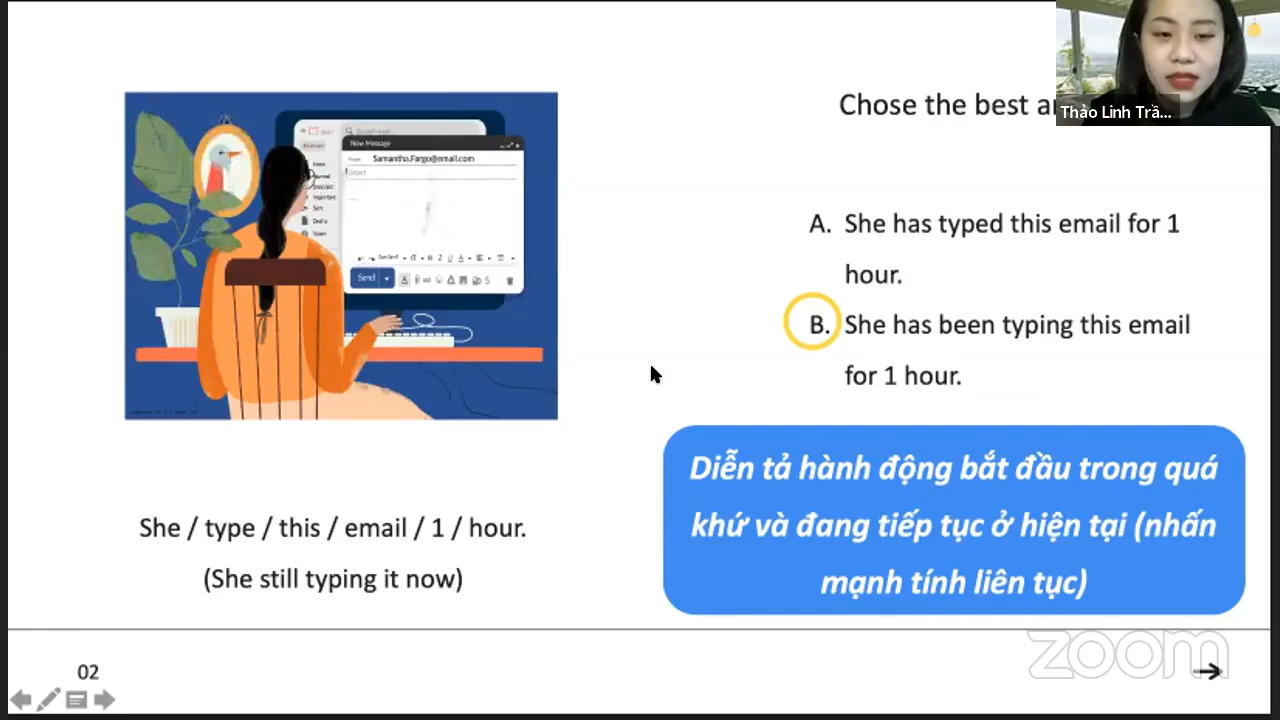 Thảo Linh Trầ...
Chose the best
A. She has typed this email for 1
hour.
B. She has been typing this email
for 1 hour.
New Message
Samantha.Fargo@email.com
Send
Diễn tả hành động bắt đầu trong quá
khứ và đang tiếp tục ở hiện tại (nhấn
mạnh tính liên tục)
She / type / this / email / 1 / hour.
(She still typing it now)
zoom
02